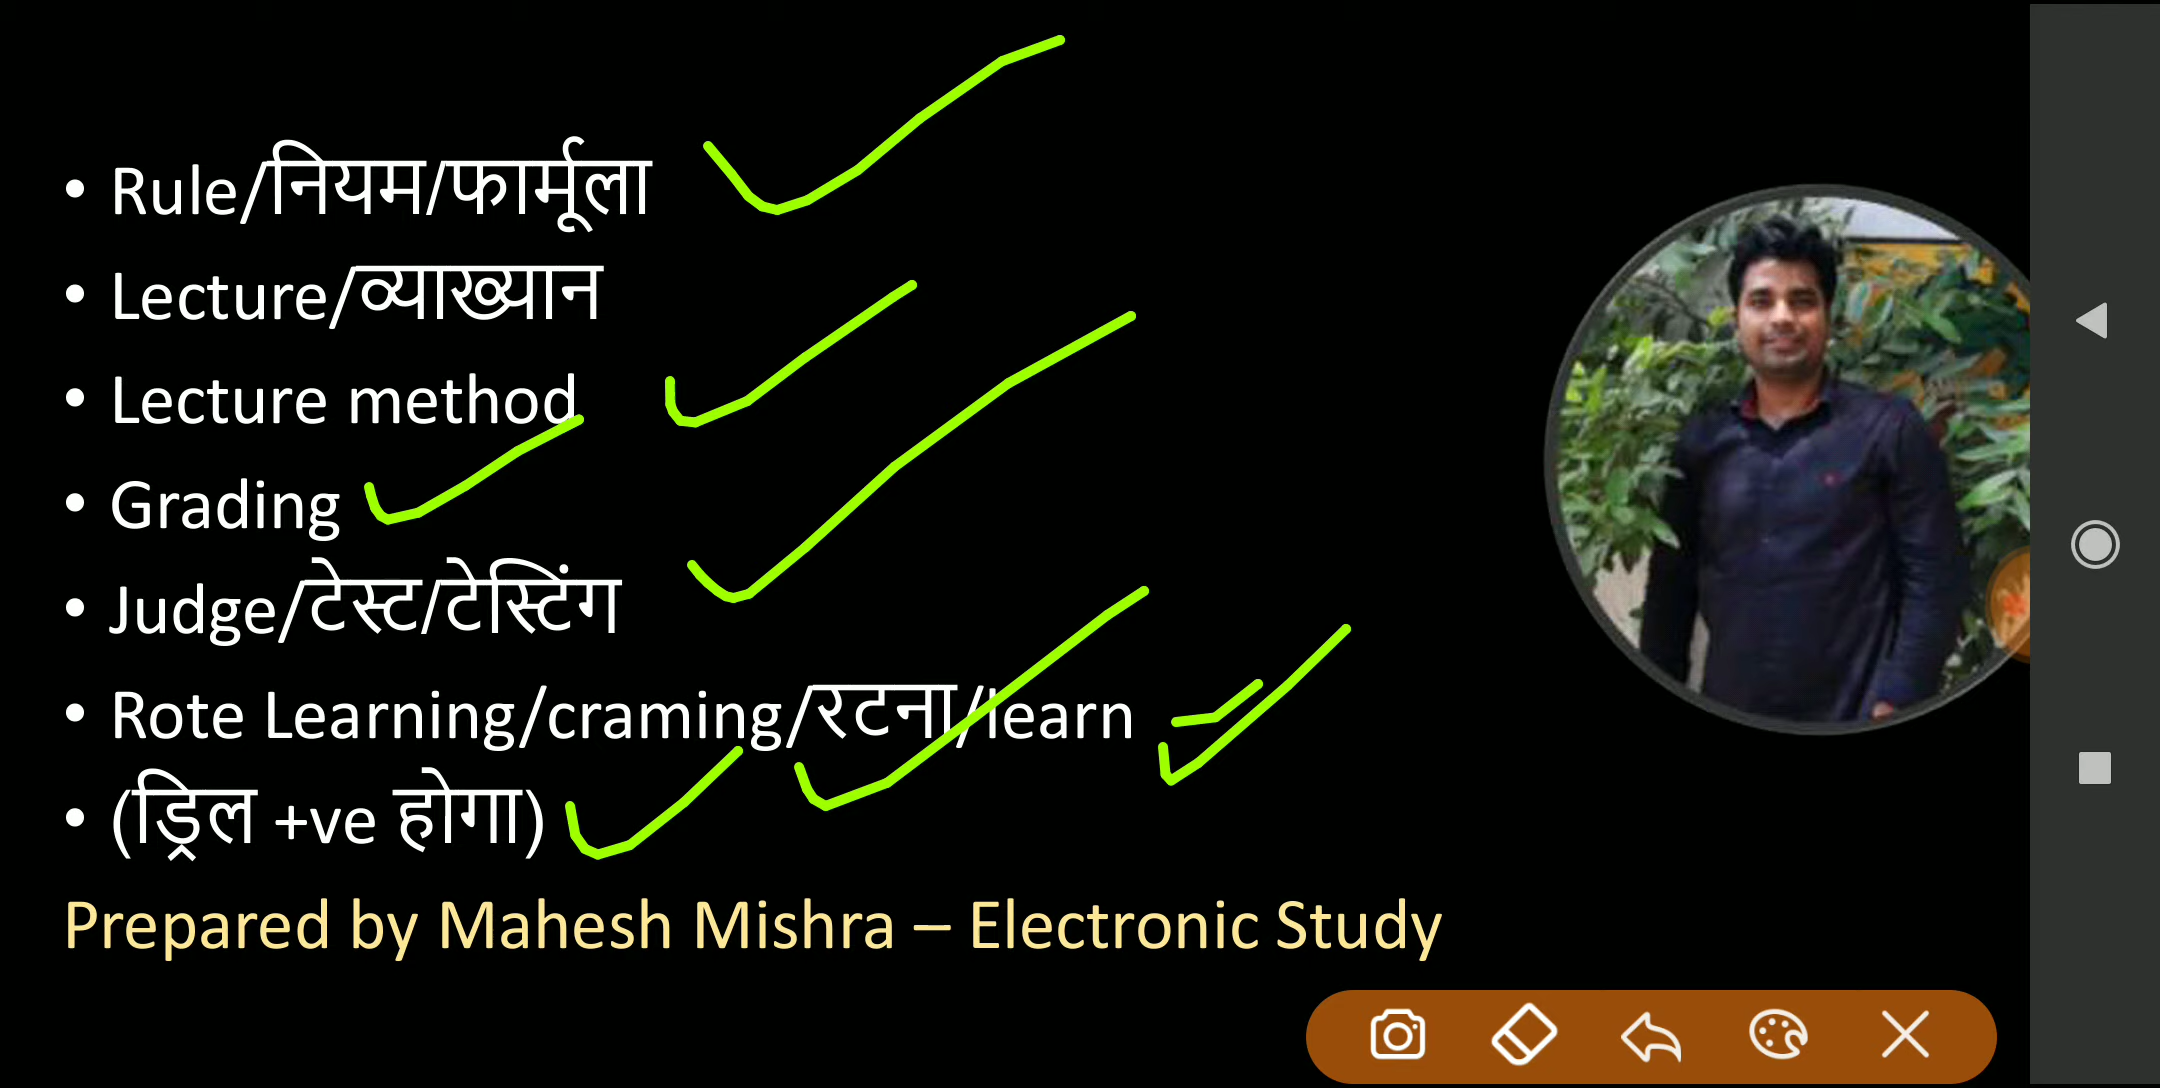 • Rule/नियम/फार्मूला
• Lecture/व्याख्यान
• Lecture method
• Grading
• Judge/टेस्ट/टेस्टिंग
• Rote Learning/craming/रटना/learn
• (ड्रिल +ve होगा)
Prepared by Mahesh Mishra – Electronic Study